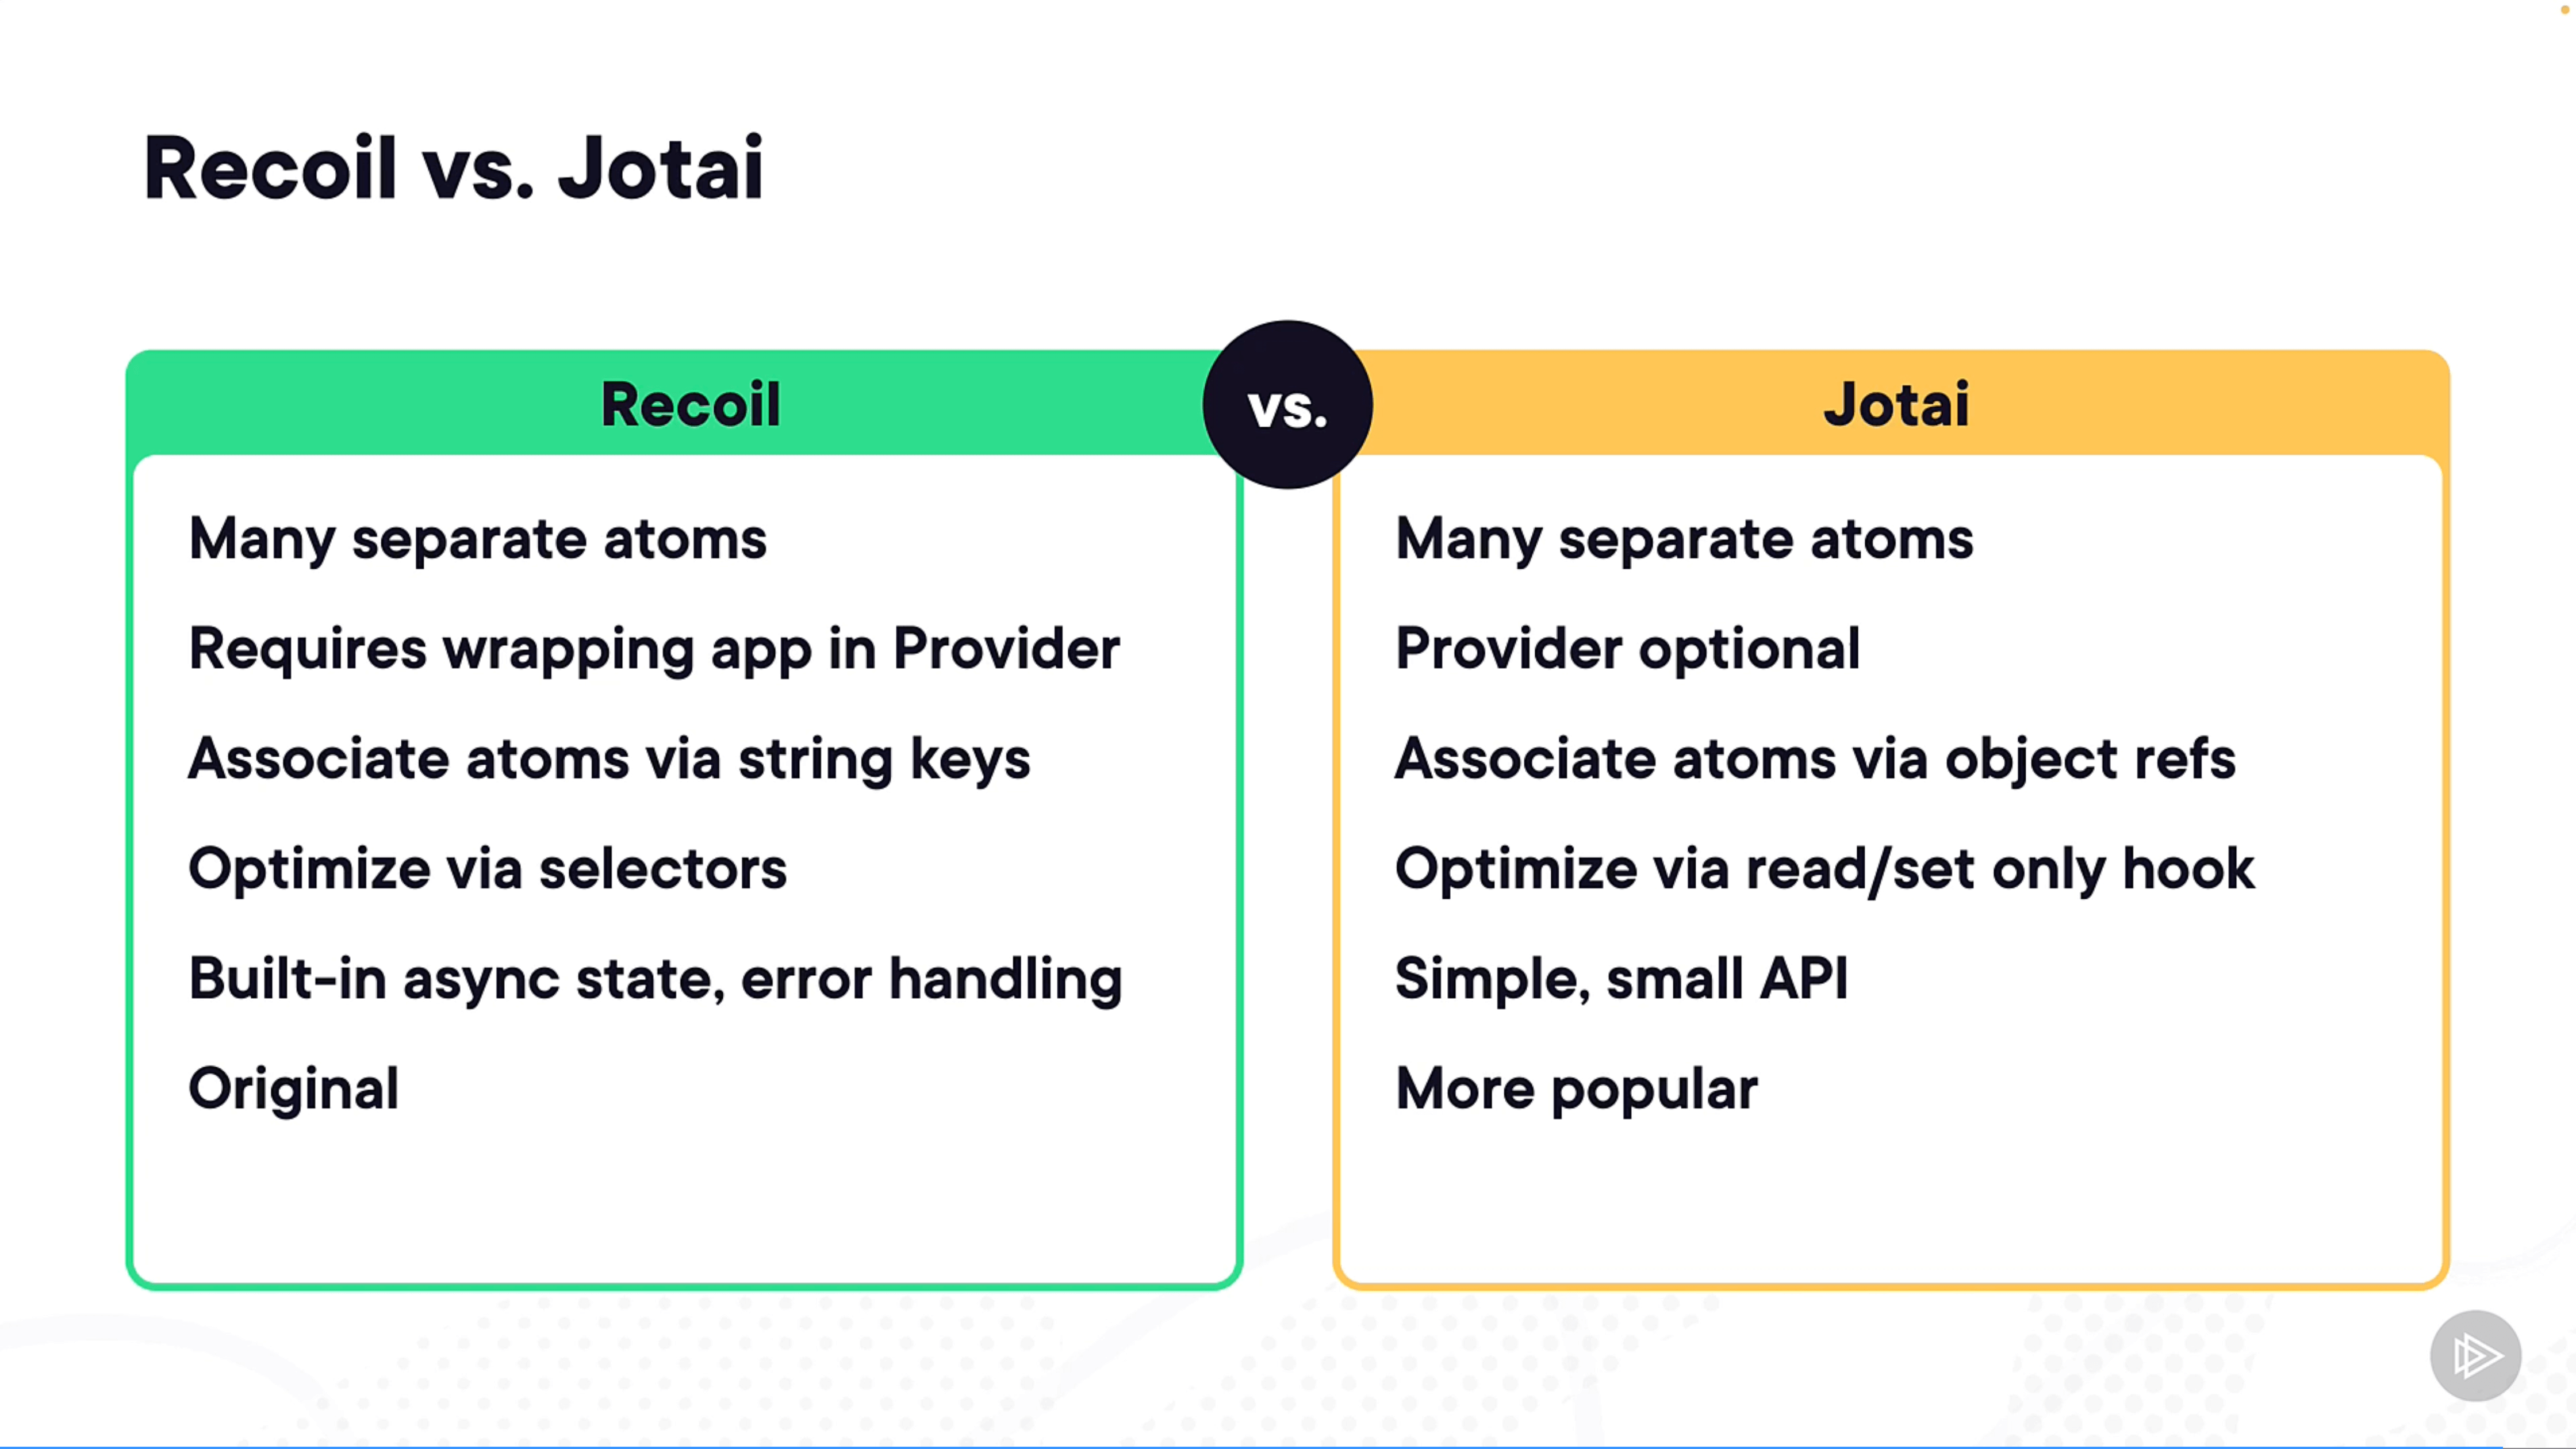 Recoil vs. Jotai
Recoil
vs.
Jotai
Many separate atoms
Requires wrapping app in Provider
Associate atoms via string keys
Optimize via selectors
Built-in async state, error handling
Original
Many separate atoms
Provider optional
Associate atoms via object refs
Optimize via read/set only hook
Simple, small API
More popular